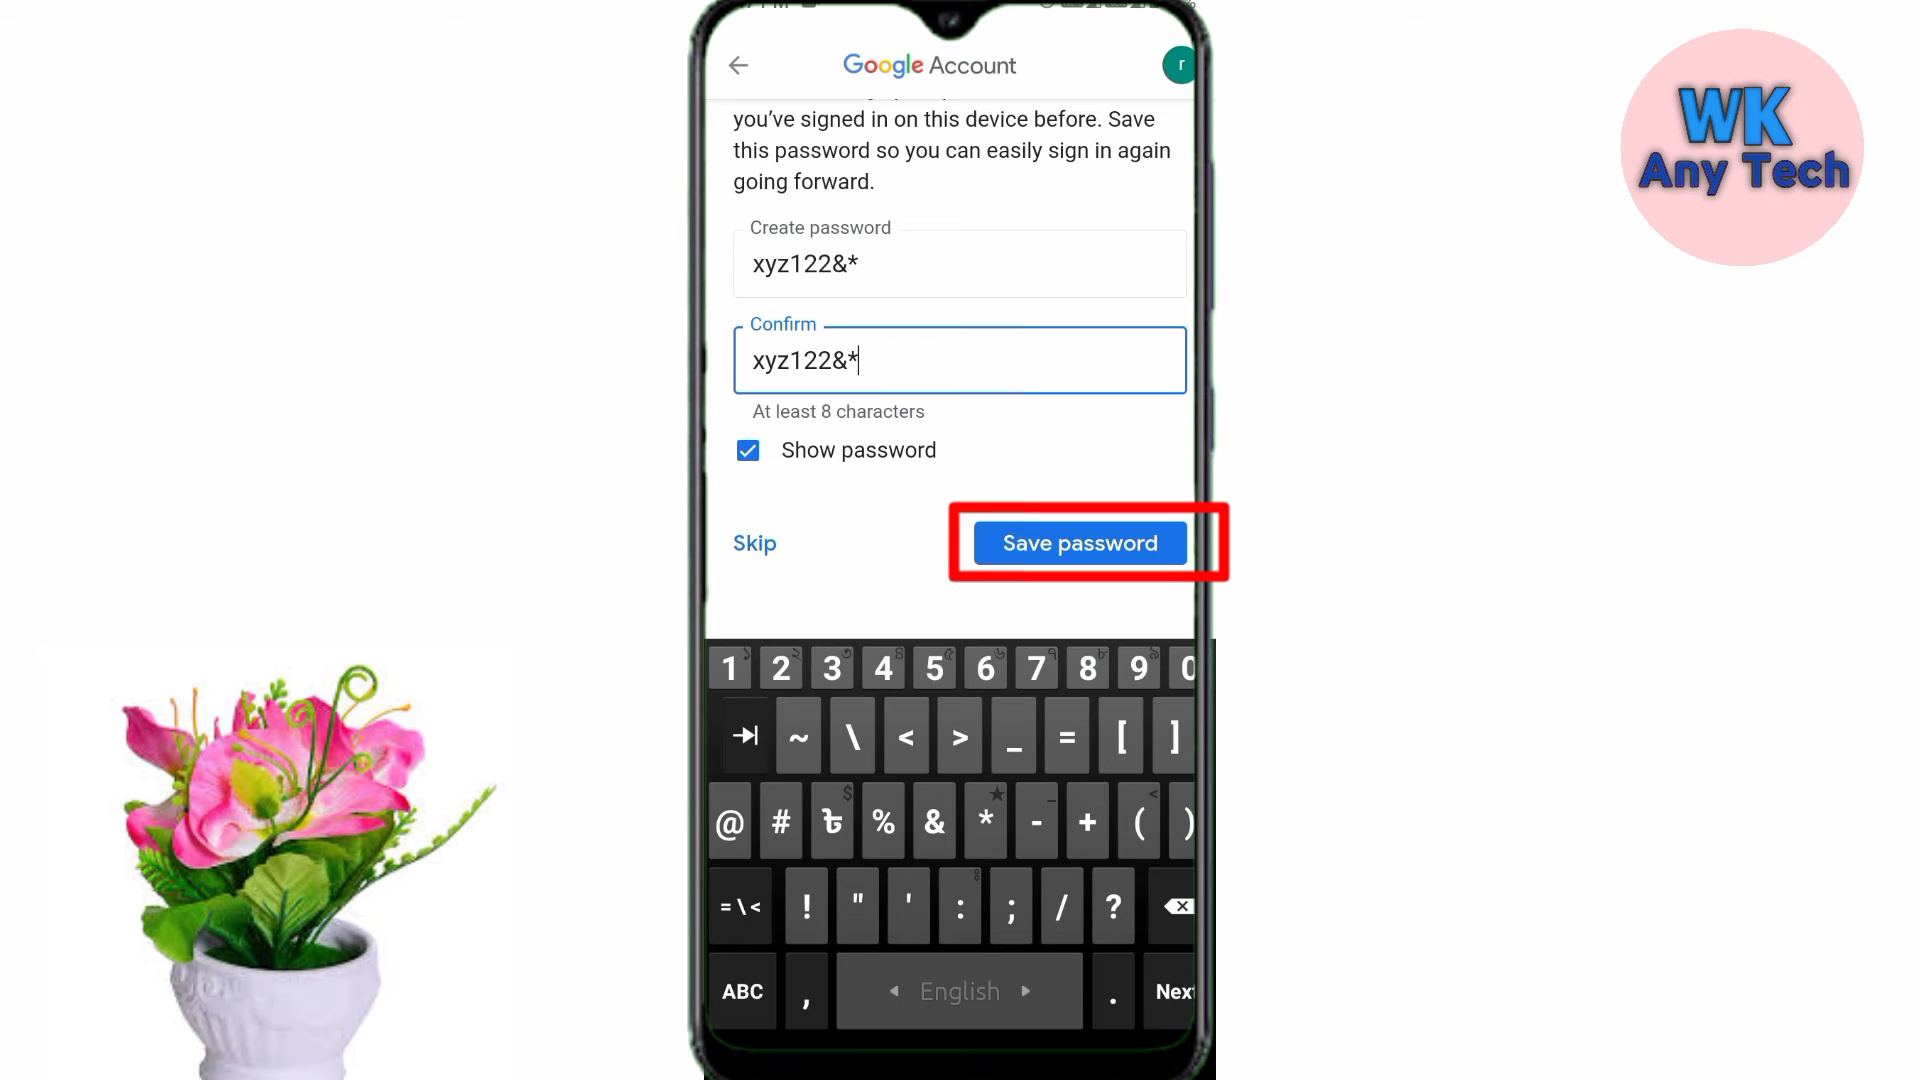 Google Account
r
you’ve signed in on this device before. Save
this password so you can easily sign in again
going forward.
Create password
xyz122&*
Confirm
xyz122&*
At least 8 characters
Show password
Skip
Save password
WK
Any Tech
1 2 3 4 5 6 7 8 9 0
~ \ < > _ = [ ]
@ # ৳ % & * - + ( )
=\< ! " ' : ; / ?
ABC , English . Next